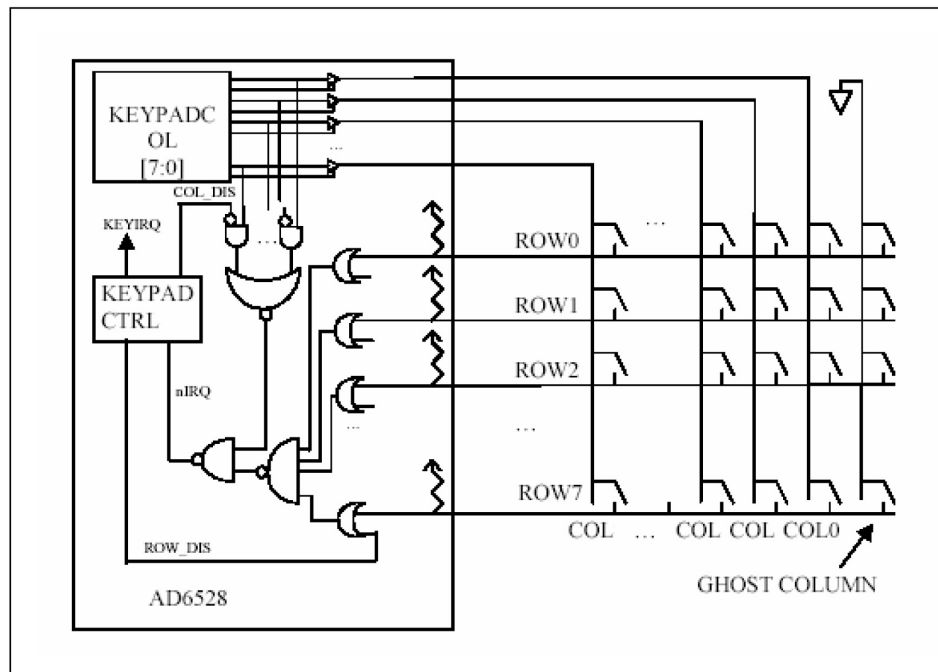 KEYPADC
OL
[7:0]
...
COL_DIS
KEYIRQ
...
...
ROW0
KEYPAD
CTRL
ROW1
ROW2
nIRQ
...
...
ROW7
COL ... COL COL COL0
ROW_DIS
GHOST COLUMN
AD6528